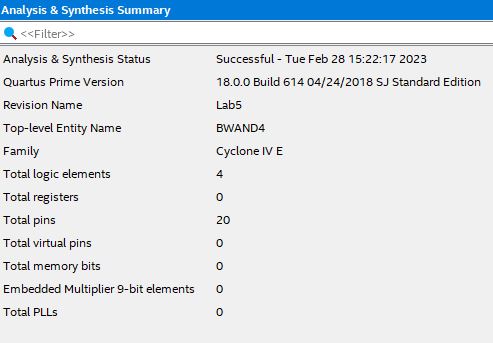 Analysis & Synthesis Summary
<<Filter>>
Analysis & Synthesis Status Successful - Tue Feb 28 15:22:17 2023
Quartus Prime Version 18.0.0 Build 614 04/24/2018 SJ Standard Edition
Revision Name Lab5
Top-level Entity Name BWAND4
Family Cyclone IV E
Total logic elements 4
Total registers 0
Total pins 20
Total virtual pins 0
Total memory bits 0
Embedded Multiplier 9-bit elements 0
Total PLLs 0